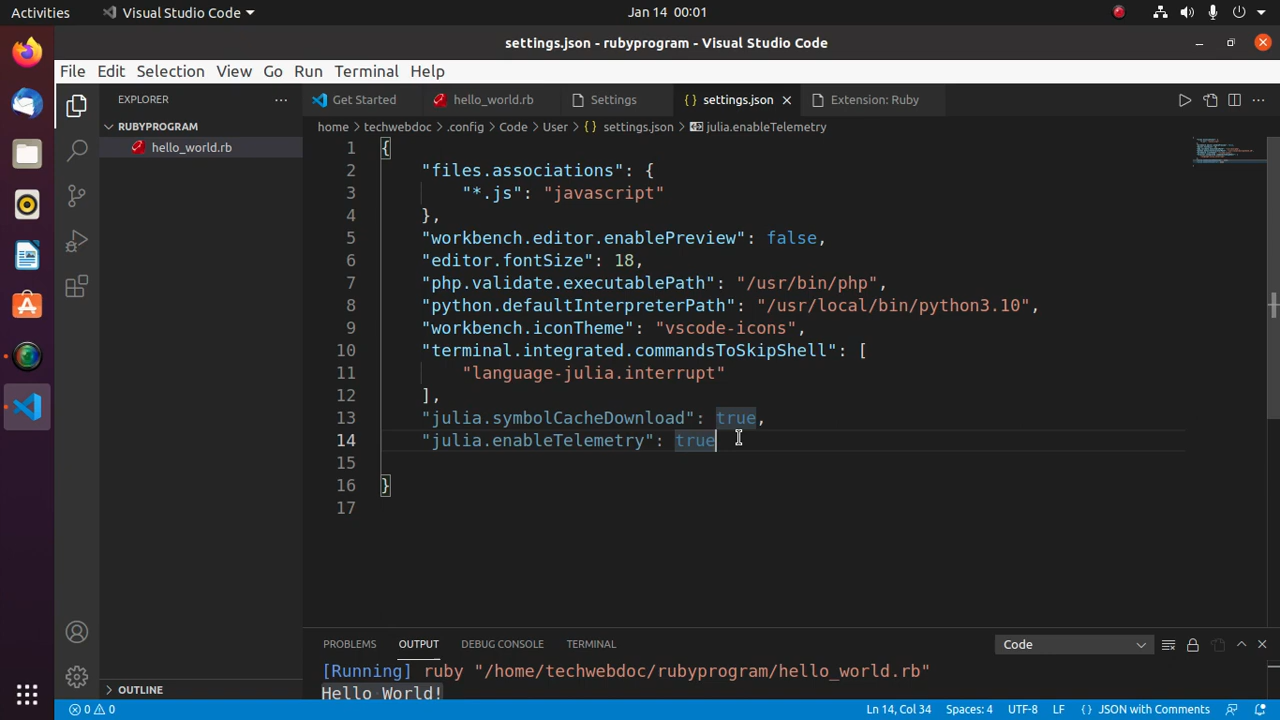 Activities Visual Studio Code Jan 14 00:01
settings.json - rubyprogram - Visual Studio Code
File Edit Selection View Go Run Terminal Help
EXPLORER
Get Started hello_world.rb Settings {} settings.json Extension: Ruby
RUBYPROGRAM
hello_world.rb
home > techwebdoc > .config > Code > User > {} settings.json > julia.enableTelemetry
1 {
2 "files.associations": {
3 "*.js": "javascript"
4 },
5 "workbench.editor.enablePreview": false,
6 "editor.fontSize": 18,
7 "php.validate.executablePath": "/usr/bin/php",
8 "python.defaultInterpreterPath": "/usr/local/bin/python3.10",
9 "workbench.iconTheme": "vscode-icons",
10 "terminal.integrated.commandsToSkipShell": [
11 "language-julia.interrupt"
12 ],
13 "julia.symbolCacheDownload": true,
14 "julia.enableTelemetry": true
15
16 }
17
PROBLEMS OUTPUT DEBUG CONSOLE TERMINAL Code
[Running] ruby "/home/techwebdoc/rubyprogram/hello_world.rb"
Hello World!
OUTLINE
0 0 Ln 14, Col 34 Spaces: 4 UTF-8 LF {} JSON with Comments